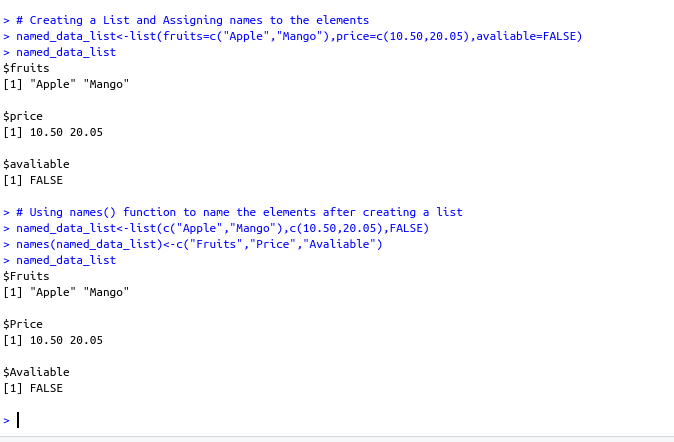 > # Creating a List and Assigning names to the elements
> named_data_list<-list(fruits=c("Apple","Mango"),price=c(10.50,20.05),avaliable=FALSE)
> named_data_list
$fruits
[1] "Apple" "Mango"
$price
[1] 10.50 20.05
$avaliable
[1] FALSE
> # Using names() function to name the elements after creating a list
> named_data_list<-list(c("Apple","Mango"),c(10.50,20.05),FALSE)
> names(named_data_list)<-c("Fruits","Price","Avaliable")
> named_data_list
$Fruits
[1] "Apple" "Mango"
$Price
[1] 10.50 20.05
$Avaliable
[1] FALSE
>